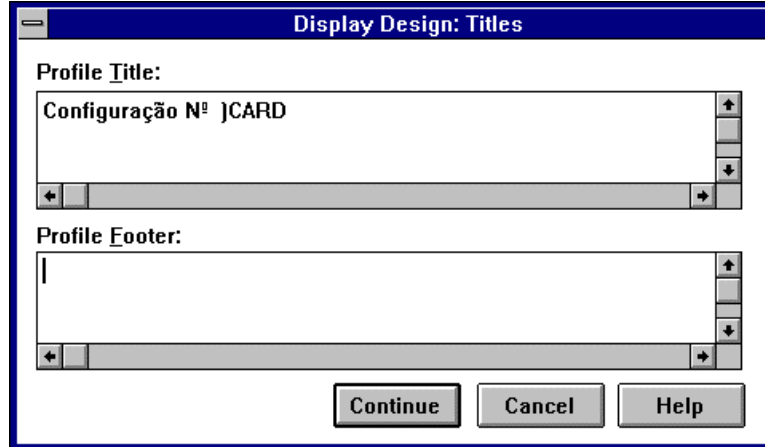 Display Design: Titles
Profile Title:
Configuração Nº )CARD
Profile Footer:
Continue Cancel Help